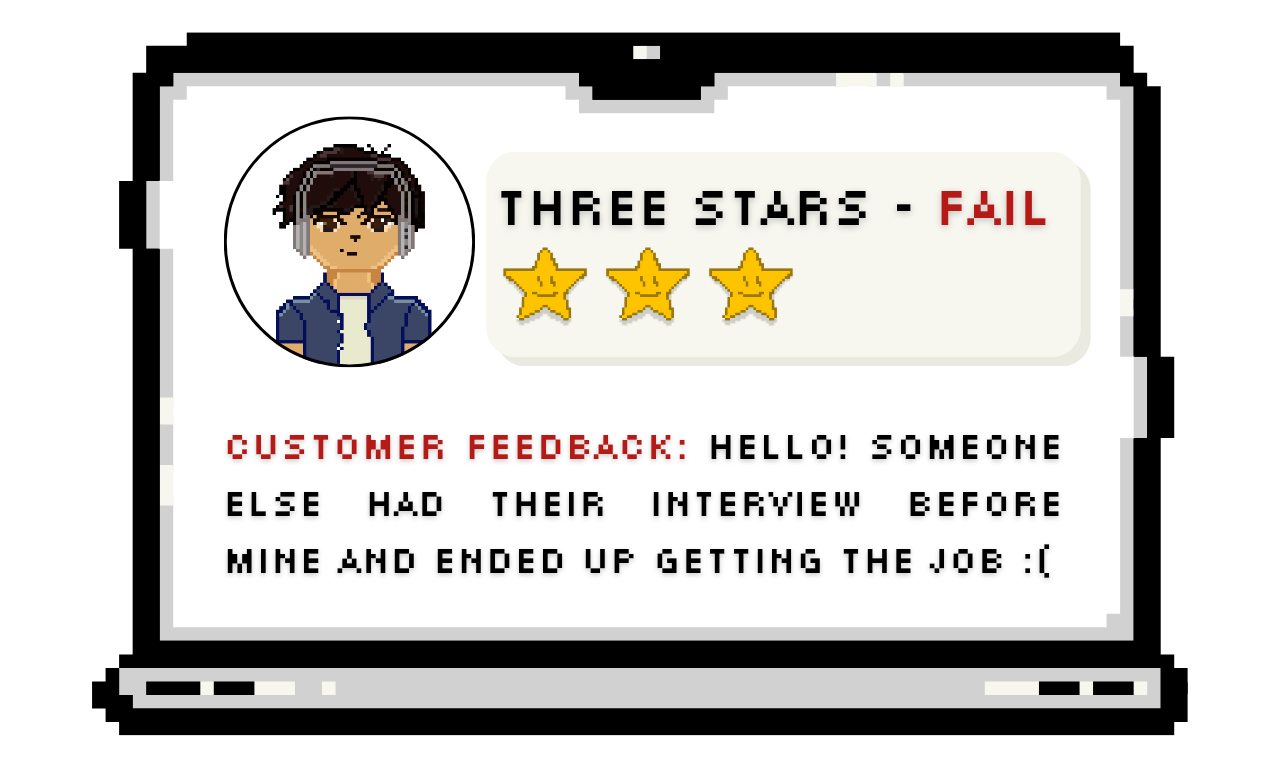 THREE STARS - FAIL
CUSTOMER FEEDBACK: HELLO! SOMEONE
ELSE HAD THEIR INTERVIEW BEFORE
MINE AND ENDED UP GETTING THE JOB :(